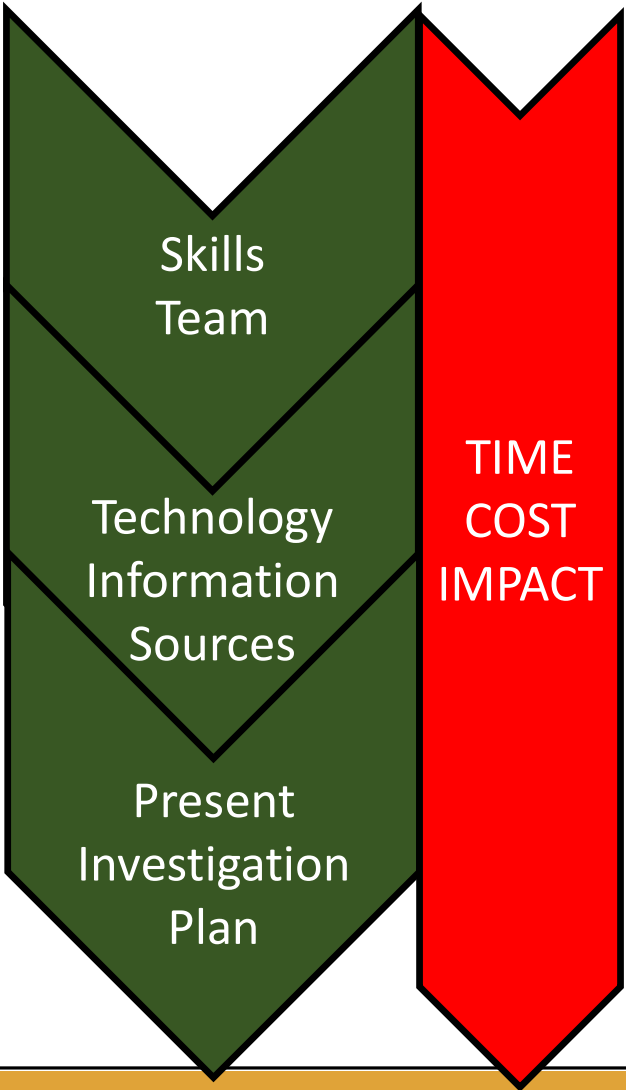 Skills
Team
Technology
Information
Sources
Present
Investigation
Plan
TIME
COST
IMPACT